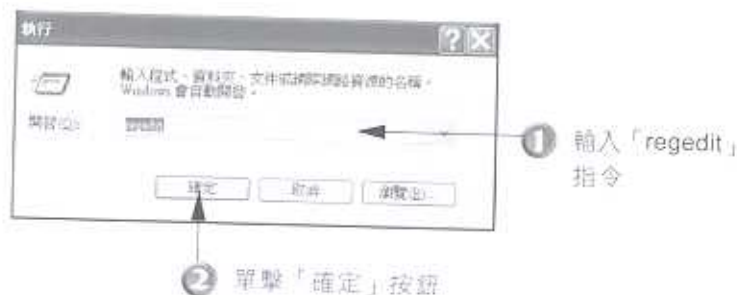 執行
輸入程式、資料夾、文件或網際網路資源的名稱,
Windows 會自動開啟。
開啟(O):
確定
取消
瀏覽(B)...
1 輸入「regedit」
指令
2 單擊「確定」按鈕